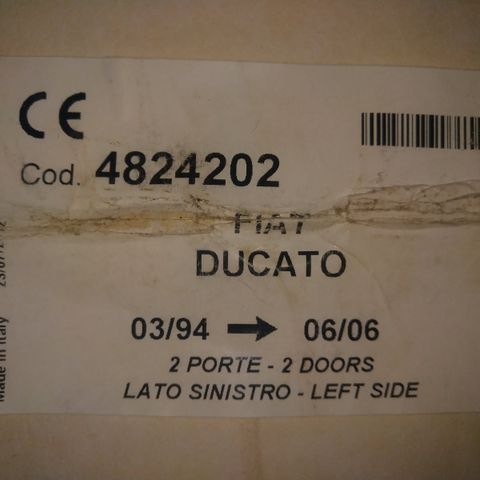 CE
Cod. 4824202
FIAT
DUCATO
03/94 → 06/06
2 PORTE - 2 DOORS
LATO SINISTRO - LEFT SIDE
Made in Italy